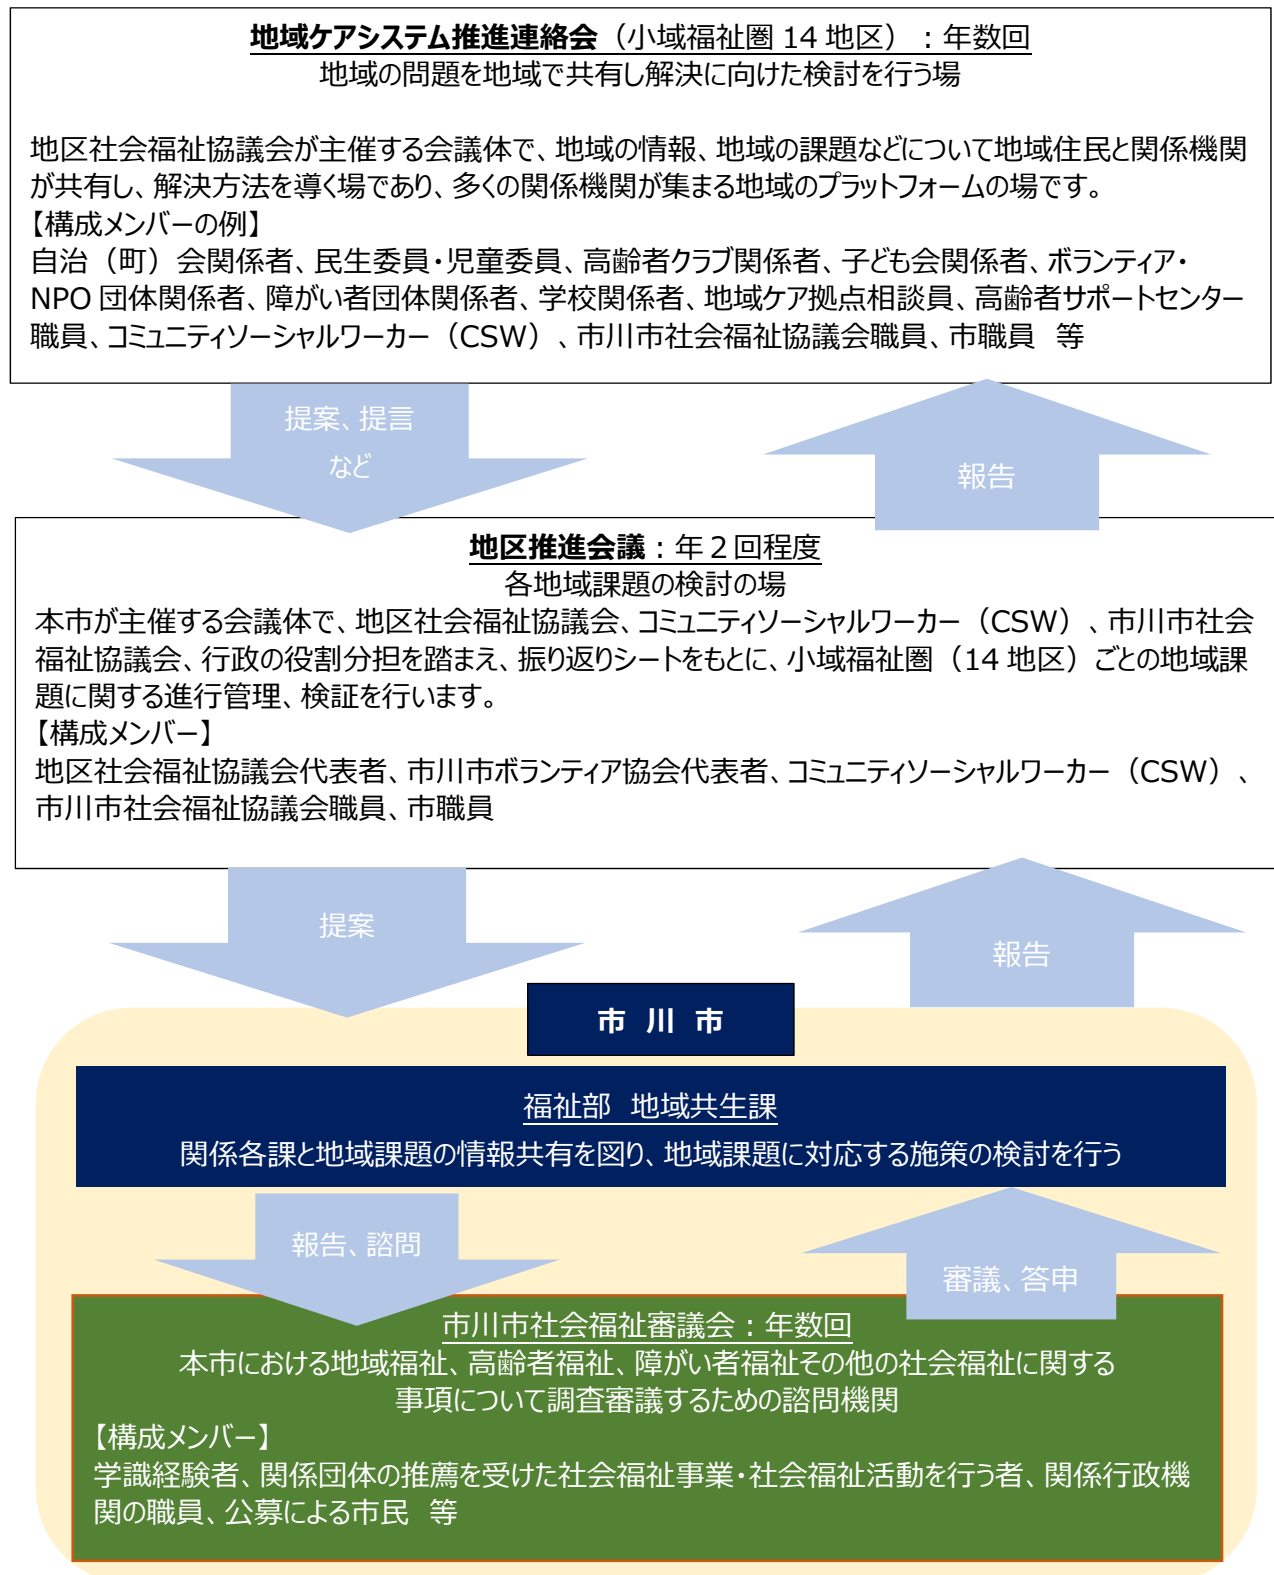 地域ケアシステム推進連絡会（小域福祉圏 14 地区）：年数回
地域の問題を地域で共有し解決に向けた検討を行う場
地区社会福祉協議会が主催する会議体で、地域の情報、地域の課題などについて地域住民と関係機関
が共有し、解決方法を導く場であり、多くの関係機関が集まる地域のプラットフォームの場です。
【構成メンバーの例】
自治（町）会関係者、民生委員・児童委員、高齢者クラブ関係者、子ども会関係者、ボランティア・
NPO 団体関係者、障がい者団体関係者、学校関係者、地域ケア拠点相談員、高齢者サポートセンター
職員、コミュニティソーシャルワーカー（CSW）、市川市社会福祉協議会職員、市職員　等
提案、提言
など
報告
地区推進会議：年２回程度
各地域課題の検討の場
本市が主催する会議体で、地区社会福祉協議会、コミュニティソーシャルワーカー（CSW）、市川市社会
福祉協議会、行政の役割分担を踏まえ、振り返りシートをもとに、小域福祉圏（14 地区）ごとの地域課
題に関する進行管理、検証を行います。
【構成メンバー】
地区社会福祉協議会代表者、市川市ボランティア協会代表者、コミュニティソーシャルワーカー（CSW）、
市川市社会福祉協議会職員、市職員
提案
報告
市 川 市
福祉部　地域共生課
関係各課と地域課題の情報共有を図り、地域課題に対応する施策の検討を行う
報告、諮問
審議、答申
市川市社会福祉審議会：年数回
本市における地域福祉、高齢者福祉、障がい者福祉その他の社会福祉に関する
事項について調査審議するための諮問機関
【構成メンバー】
学識経験者、関係団体の推薦を受けた社会福祉事業・社会福祉活動を行う者、関係行政機
関の職員、公募による市民　等